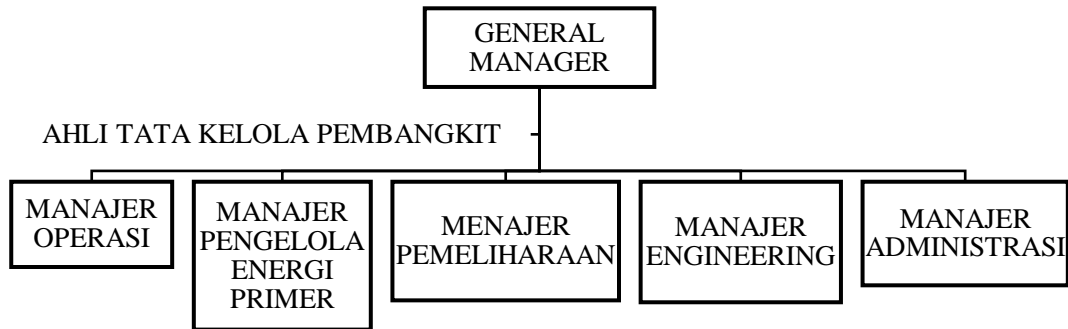 GENERAL
MANAGER
AHLI TATA KELOLA PEMBANGKIT
MANAJER
OPERASI
MANAJER
PENGELOLA
ENERGI
PRIMER
MENAJER
PEMELIHARAAN
MANAJER
ENGINEERING
MANAJER
ADMINISTRASI